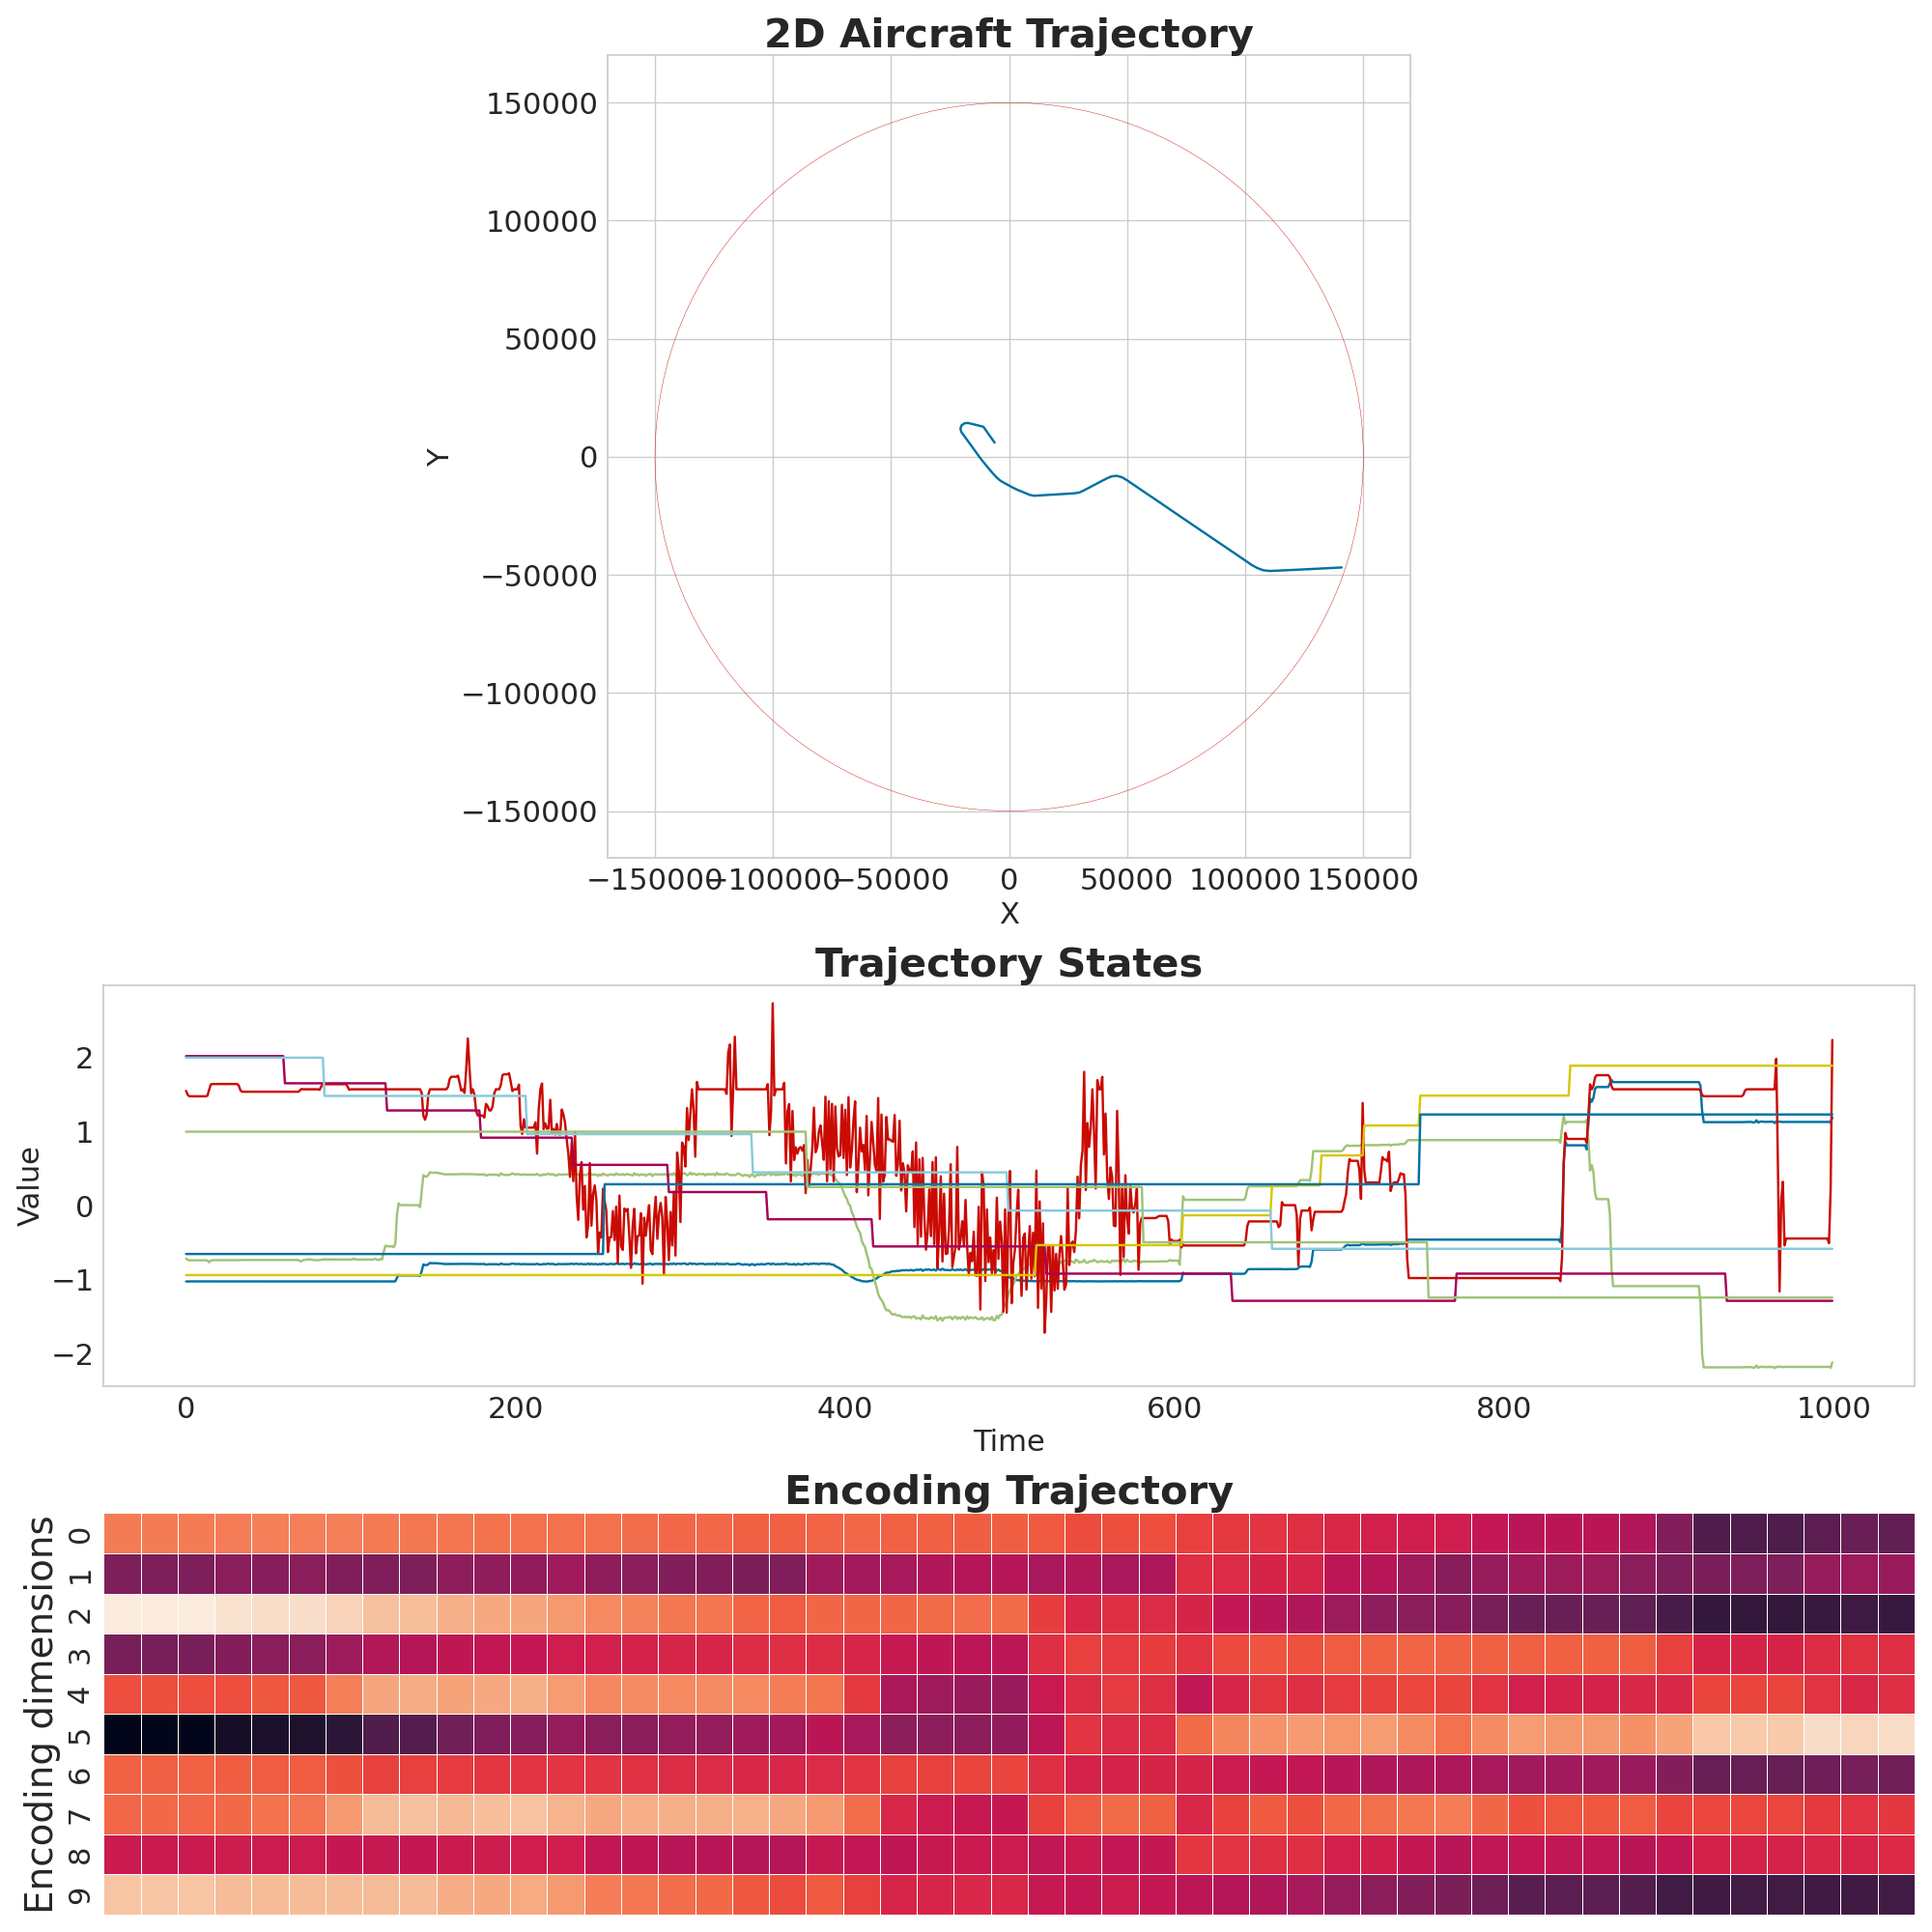 2D Aircraft Trajectory
150000
100000
50000
0
−50000
−100000
−150000
Y
−150000 −100000 −50000 0 50000 100000 150000
X
Trajectory States
2
1
0
−1
−2
Value
0 200 400 600 800 1000
Time
Encoding Trajectory
0
1
2
3
4
5
6
7
8
9
Encoding dimensions